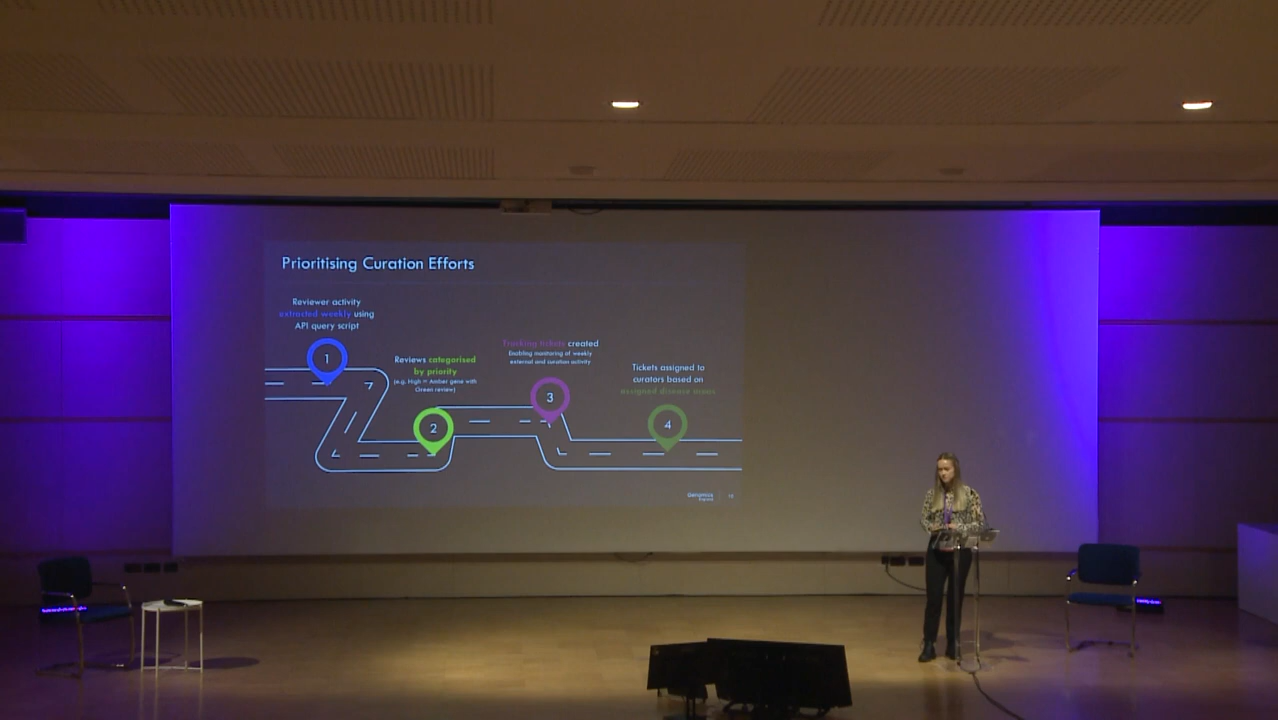 Prioritising Curation Efforts
Reviewer activity
extracted weekly using
API query script
1
Reviews categorised
by priority
(e.g. High = Amber gene with
Green review)
2
Tracking tickets created
Enabling monitoring of weekly
external and curation activity
3
Tickets assigned to
curators based on
assigned disease areas
4
Genomics
England